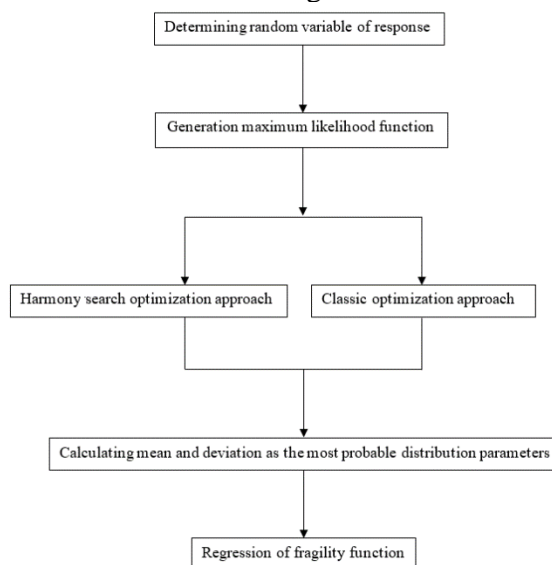 Determining random variable of response
Generation maximum likelihood function
Harmony search optimization approach
Classic optimization approach
Calculating mean and deviation as the most probable distribution parameters
Regression of fragility function